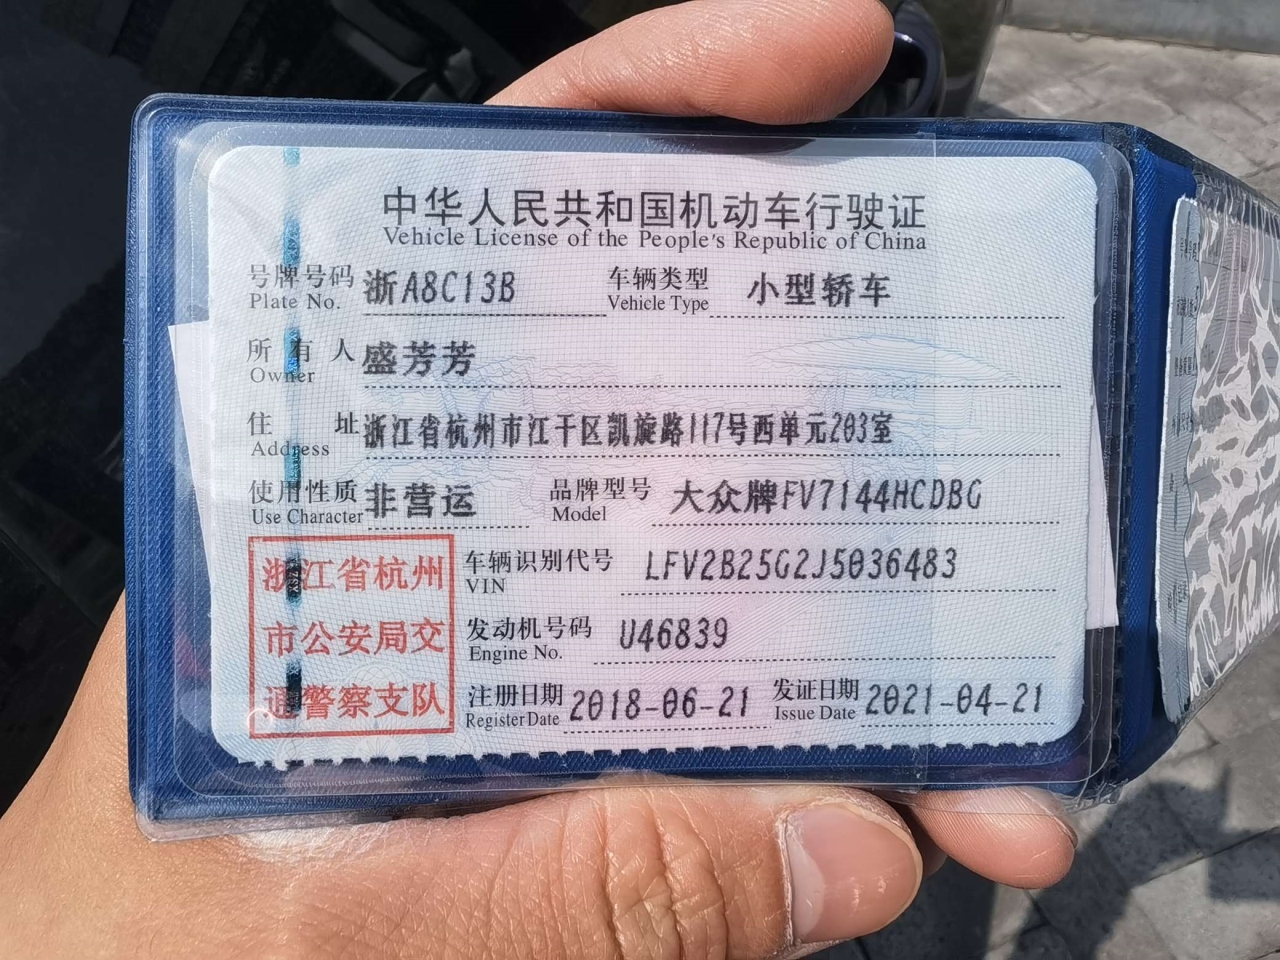 中华人民共和国机动车行驶证
Vehicle License of the People's Republic of China
号牌号码 浙A8C13B 车辆类型 小型轿车
Plate No. Vehicle Type
所有人 盛芳芳
Owner
住址 浙江省杭州市江干区凯旋路117号西单元203室
Address
使用性质 非营运 品牌型号 大众牌FV7144HCDBG
Use Character Model
浙江省杭州 车辆识别代号 LFV2B25G2J5036483
VIN
市公安局交 发动机号码 U46839
Engine No.
通警察支队 注册日期 2018-06-21 发证日期 2021-04-21
Register Date Issue Date